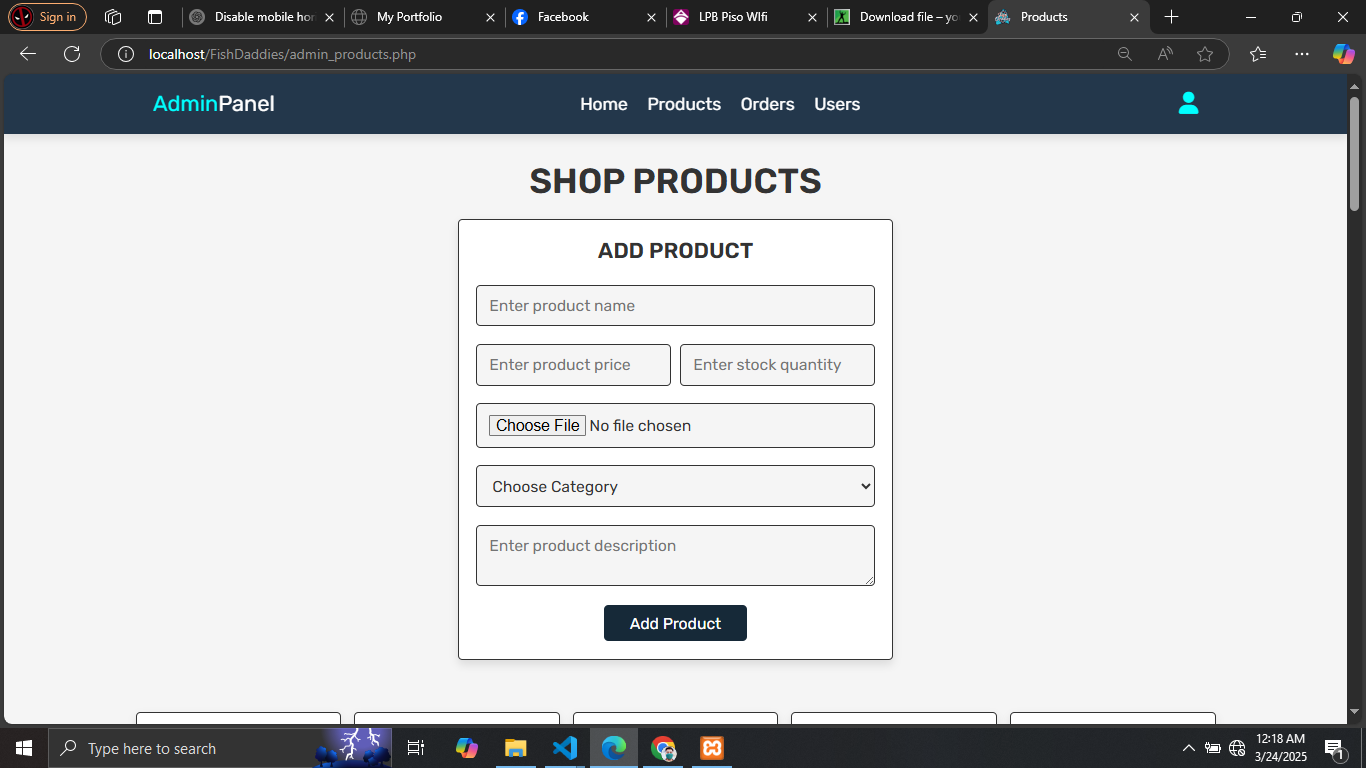 Sign in
Disable mobile hor
My Portfolio
Facebook
LPB Piso WIfi
Download file – yo
Products
localhost/FishDaddies/admin_products.php
AdminPanel
Home Products Orders Users
SHOP PRODUCTS
ADD PRODUCT
Enter product name
Enter product price Enter stock quantity
Choose File No file chosen
Choose Category
Enter product description
Add Product
Type here to search
12:18 AM
3/24/2025
1